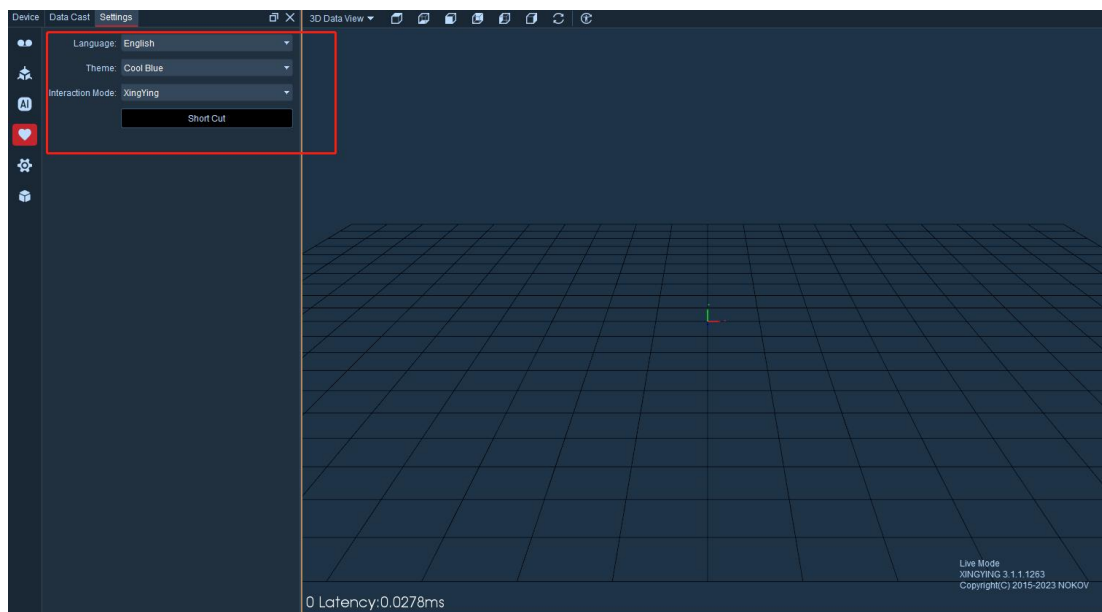 Device Data Cast Settings
3D Data View
Language: English
Theme: Cool Blue
AI
Interaction Mode: XingYing
Short Cut
Live Mode
XINGYING 3.1.1.1263
Copyright(C) 2015-2023 NOKOV
0 Latency:0.0278ms